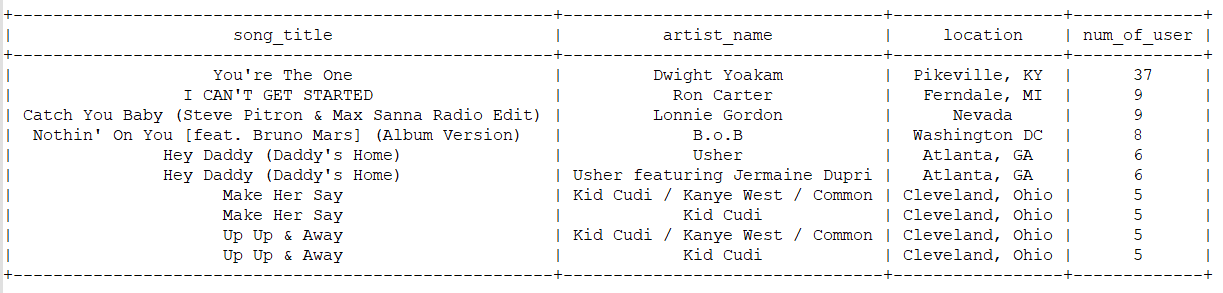 +------------------------------------------------------+--------------------------------+-----------------+-------------+
| song_title | artist_name | location | num_of_user |
+------------------------------------------------------+--------------------------------+-----------------+-------------+
| You're The One | Dwight Yoakam | Pikeville, KY | 37 |
| I CAN'T GET STARTED | Ron Carter | Ferndale, MI | 9 |
| Catch You Baby (Steve Pitron & Max Sanna Radio Edit) | Lonnie Gordon | Nevada | 9 |
| Nothin' On You [feat. Bruno Mars] (Album Version) | B.o.B | Washington DC | 8 |
| Hey Daddy (Daddy's Home) | Usher | Atlanta, GA | 6 |
| Hey Daddy (Daddy's Home) | Usher featuring Jermaine Dupri | Atlanta, GA | 6 |
| Make Her Say | Kid Cudi / Kanye West / Common | Cleveland, Ohio | 5 |
| Make Her Say | Kid Cudi | Cleveland, Ohio | 5 |
| Up Up & Away | Kid Cudi / Kanye West / Common | Cleveland, Ohio | 5 |
| Up Up & Away | Kid Cudi | Cleveland, Ohio | 5 |
+------------------------------------------------------+--------------------------------+-----------------+-------------+